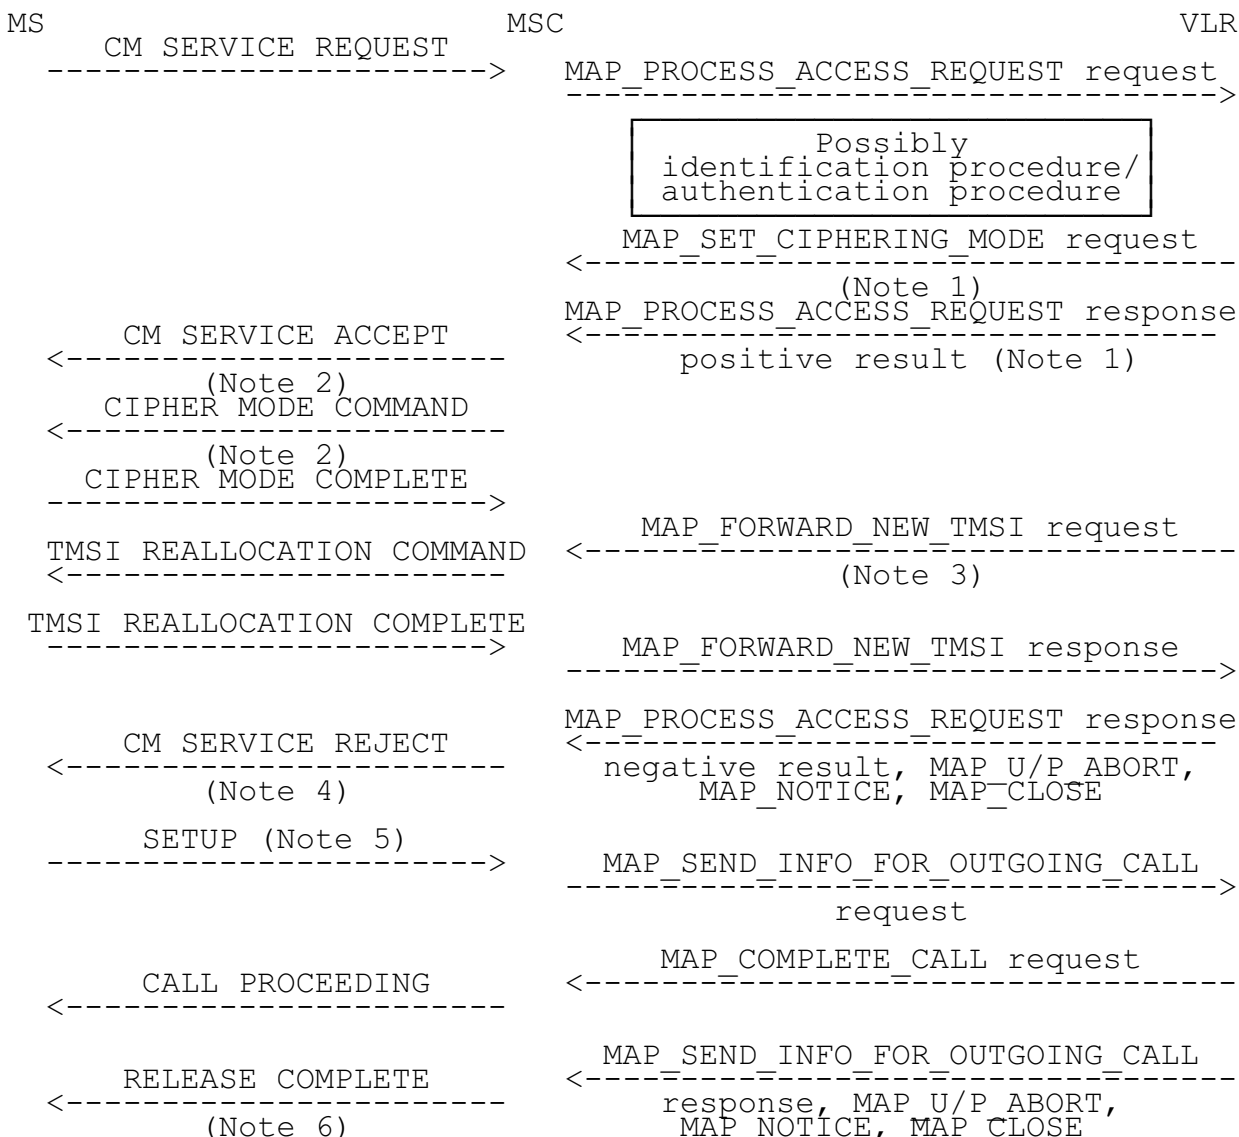 MS MSC VLR
CM SERVICE REQUEST
-----------------------> MAP_PROCESS_ACCESS_REQUEST request
---------------------------------->
Possibly
identification procedure/
authentication procedure
MAP_SET_CIPHERING_MODE request
<----------------------------------
(Note 1)
MAP_PROCESS_ACCESS_REQUEST response
CM SERVICE ACCEPT <---------------------------------
<----------------------- positive result (Note 1)
(Note 2)
CIPHER MODE COMMAND
<-----------------------
(Note 2)
CIPHER MODE COMPLETE
----------------------->
MAP_FORWARD_NEW_TMSI request
TMSI REALLOCATION COMMAND <----------------------------------
<-----------------------
(Note 3)
TMSI REALLOCATION COMPLETE
-----------------------> MAP_FORWARD_NEW_TMSI response
---------------------------------->
MAP_PROCESS_ACCESS_REQUEST response
CM SERVICE REJECT <---------------------------------
<----------------------- negative result, MAP_U/P_ABORT,
(Note 4) MAP_NOTICE, MAP_CLOSE
SETUP (Note 5)
-----------------------> MAP_SEND_INFO_FOR_OUTGOING_CALL
---------------------------------->
request
MAP_COMPLETE_CALL request
CALL PROCEEDING <----------------------------------
<-----------------------
MAP_SEND_INFO_FOR_OUTGOING_CALL
RELEASE COMPLETE <----------------------------------
<----------------------- response, MAP_U/P_ABORT,
(Note 6) MAP_NOTICE, MAP_CLOSE